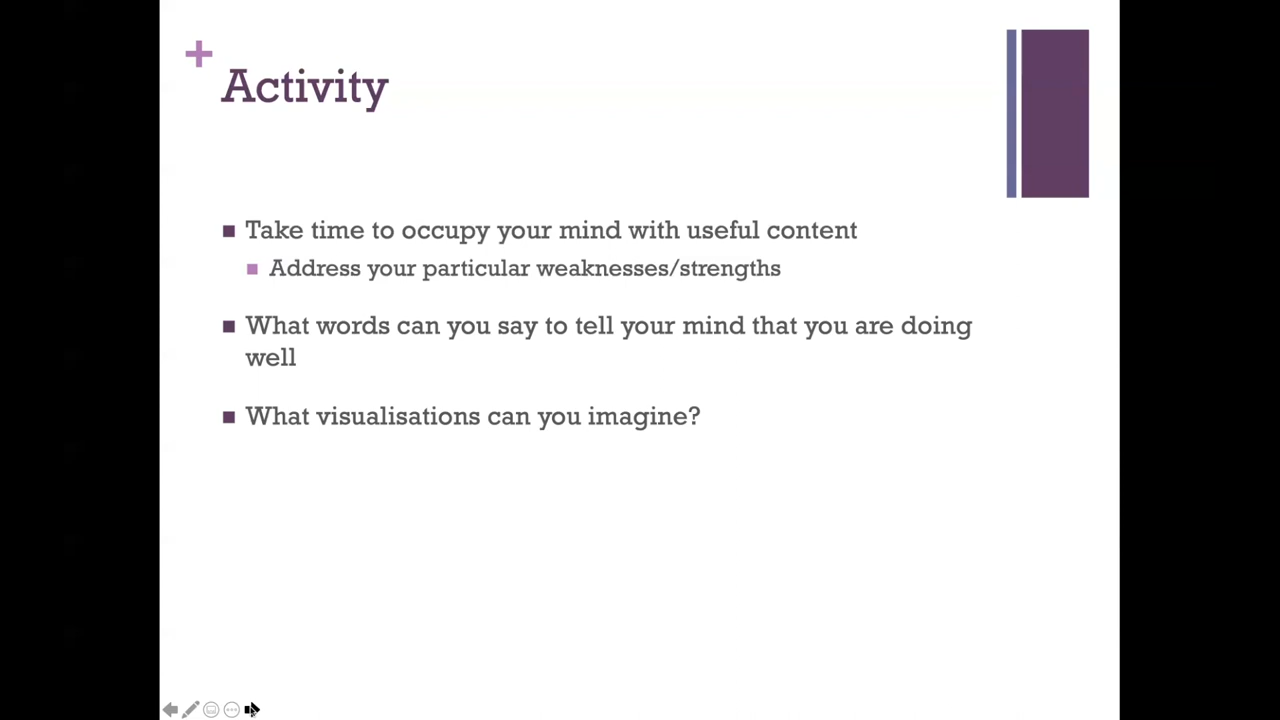 +
Activity
Take time to occupy your mind with useful content
Address your particular weaknesses/strengths
What words can you say to tell your mind that you are doing
well
What visualisations can you imagine?